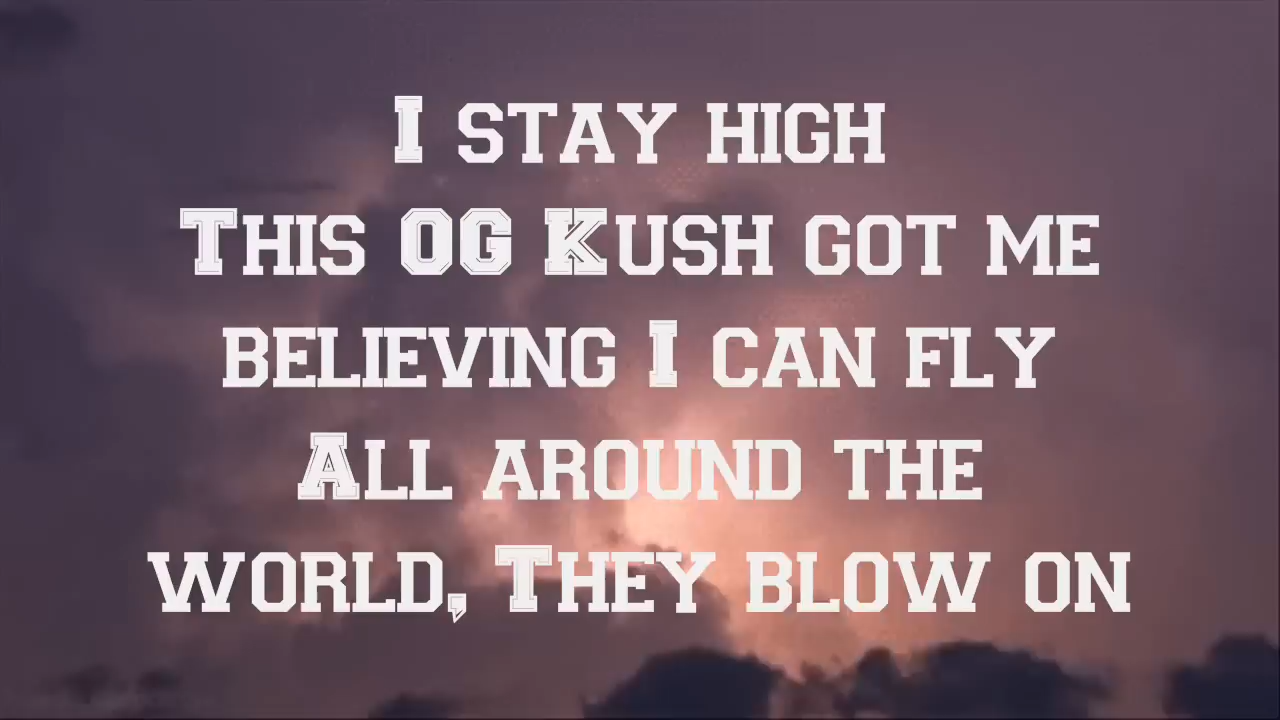 I stay high
This OG Kush got me
believing I can fly
All around the
world, They blow on